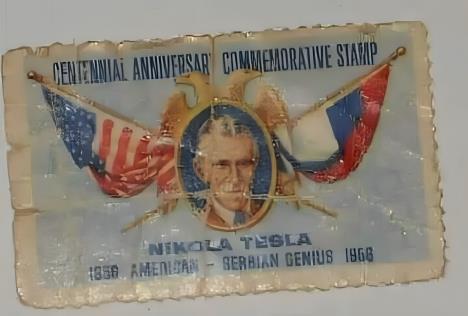 CENTENNIAL ANNIVERSARY COMMEMORATIVE STAMP
NIKOLA TESLA
1856 AMERICAN - SERBIAN GENIUS 1956